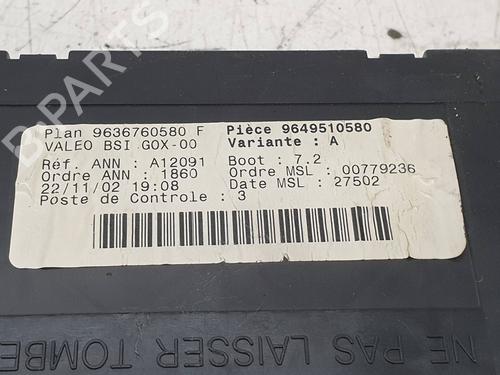 Plan 9636760580 F Pièce 9649510580
VALEO BSI GOX-00 Variante : A
Réf. ANN : A12091 Boot : 7.2
Ordre ANN : 1860 Ordre MSL : 00779236
22/11/02 19:08 Date MSL : 27502
Poste de Controle : 3
NE PAS LAISSER TOMBE